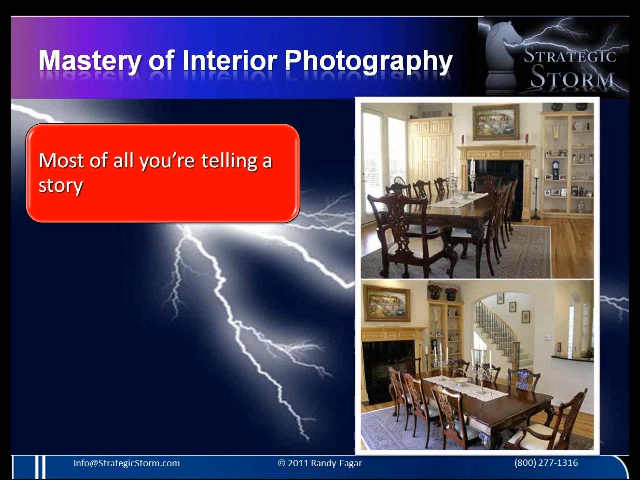 Mastery of Interior Photography
STRATEGIC
STORM
Most of all you're telling a
story
Info@StrategicStorm.com
© 2011 Randy Eagar
(800) 277-1316